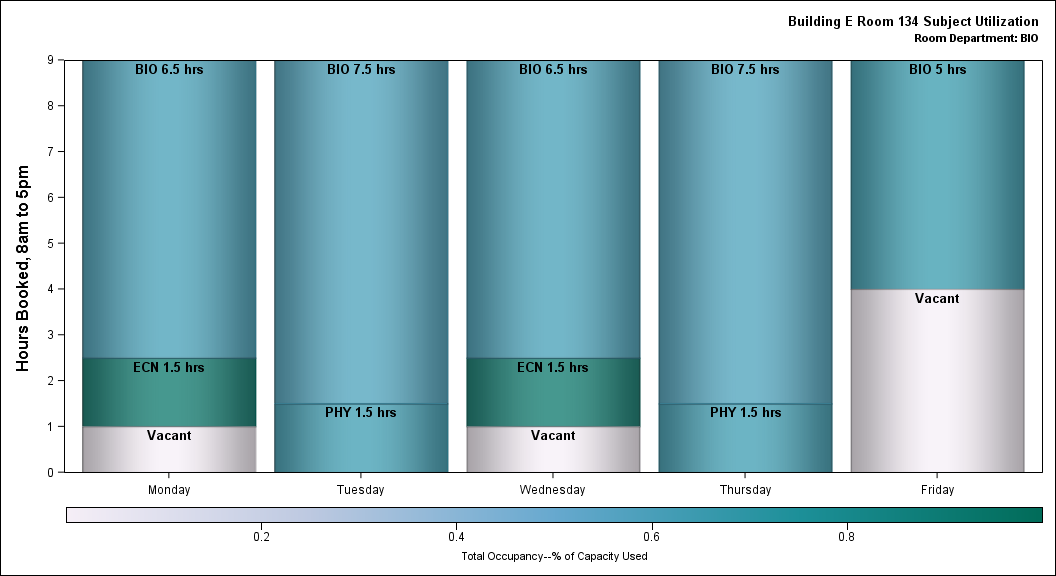 Building E Room 134 Subject Utilization
Room Department: BIO
Hours Booked, 8am to 5pm
9
8
7
6
5
4
3
2
1
0
BIO 6.5 hrs
ECN 1.5 hrs
Vacant
BIO 7.5 hrs
PHY 1.5 hrs
BIO 6.5 hrs
ECN 1.5 hrs
Vacant
BIO 7.5 hrs
PHY 1.5 hrs
BIO 5 hrs
Vacant
Monday Tuesday Wednesday Thursday Friday
0.2 0.4 0.6 0.8
Total Occupancy--% of Capacity Used